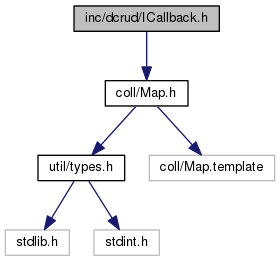 inc/dcrud/ICallback.h
coll/Map.h
util/types.h
coll/Map.template
stdlib.h
stdint.h